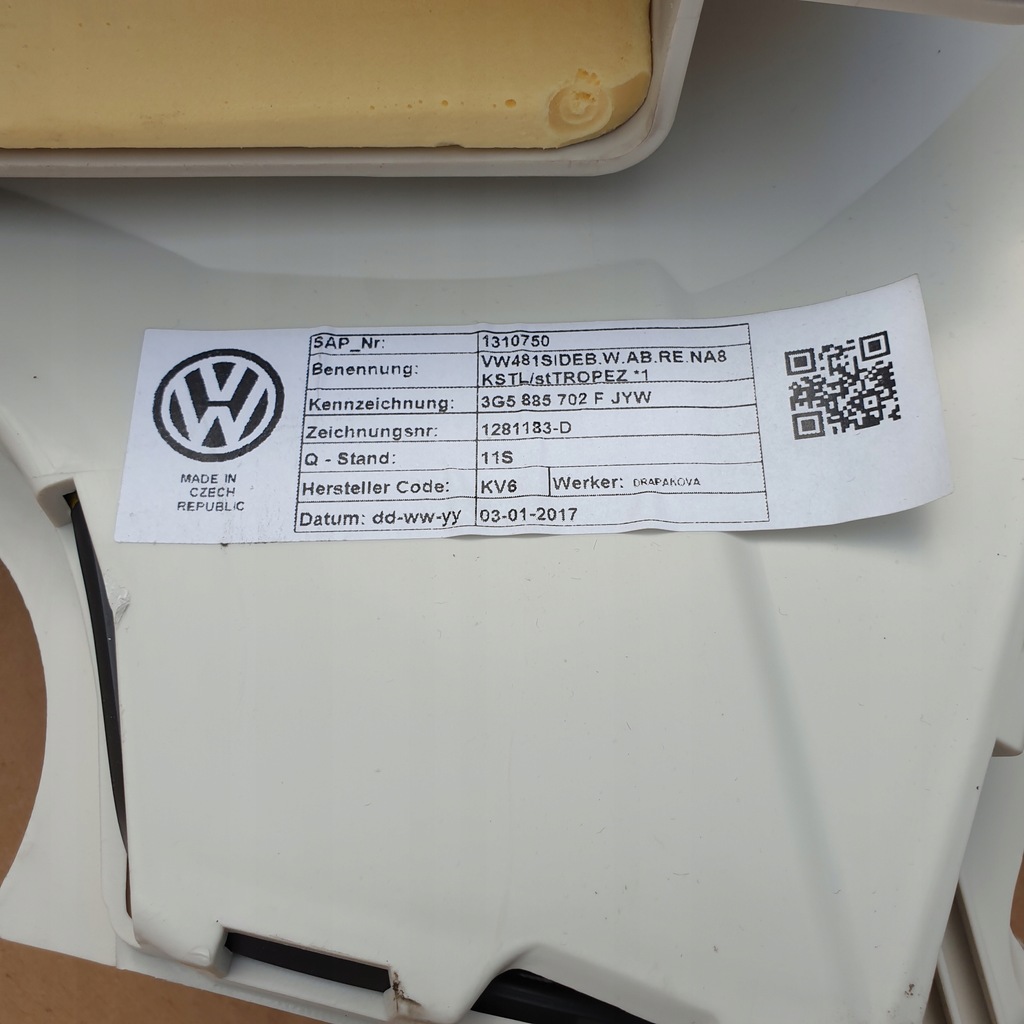 SAP_Nr: 1310750
Benennung: VW481SIDEB.W.AB.RE.NA8
KSTL/stTROPEZ *1
Kennzeichnung: 3G5 885 702 F JYW
Zeichnungsnr: 1281183-D
Q - Stand: 11S
Hersteller Code: KV6 Werker: DRAPAKOVA
Datum: dd-ww-yy 03-01-2017
VW
MADE IN
CZECH
REPUBLIC